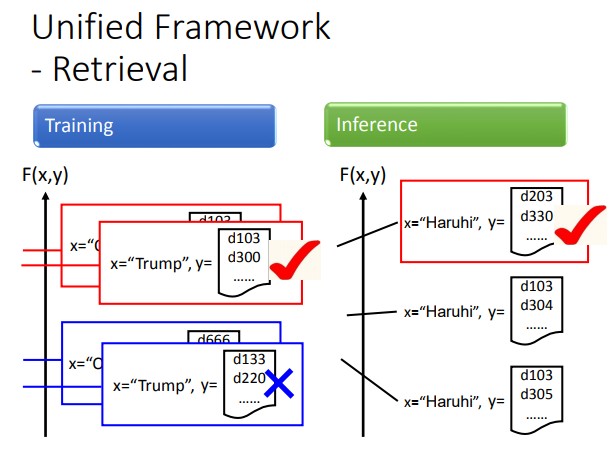 Unified Framework
- Retrieval
Training
F(x,y)
d103
x="
x="Trump", y=
d103
d300
......
d666
x="
x="Trump", y=
d133
d220
......
Inference
F(x,y)
x="Haruhi", y=
d203
d330
......
x="Haruhi", y=
d103
d304
......
x="Haruhi", y=
d103
d305
......